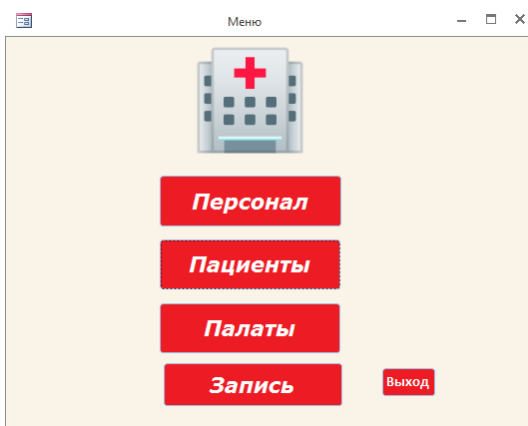 Меню
Персонал
Пациенты
Палаты
Запись
Выход